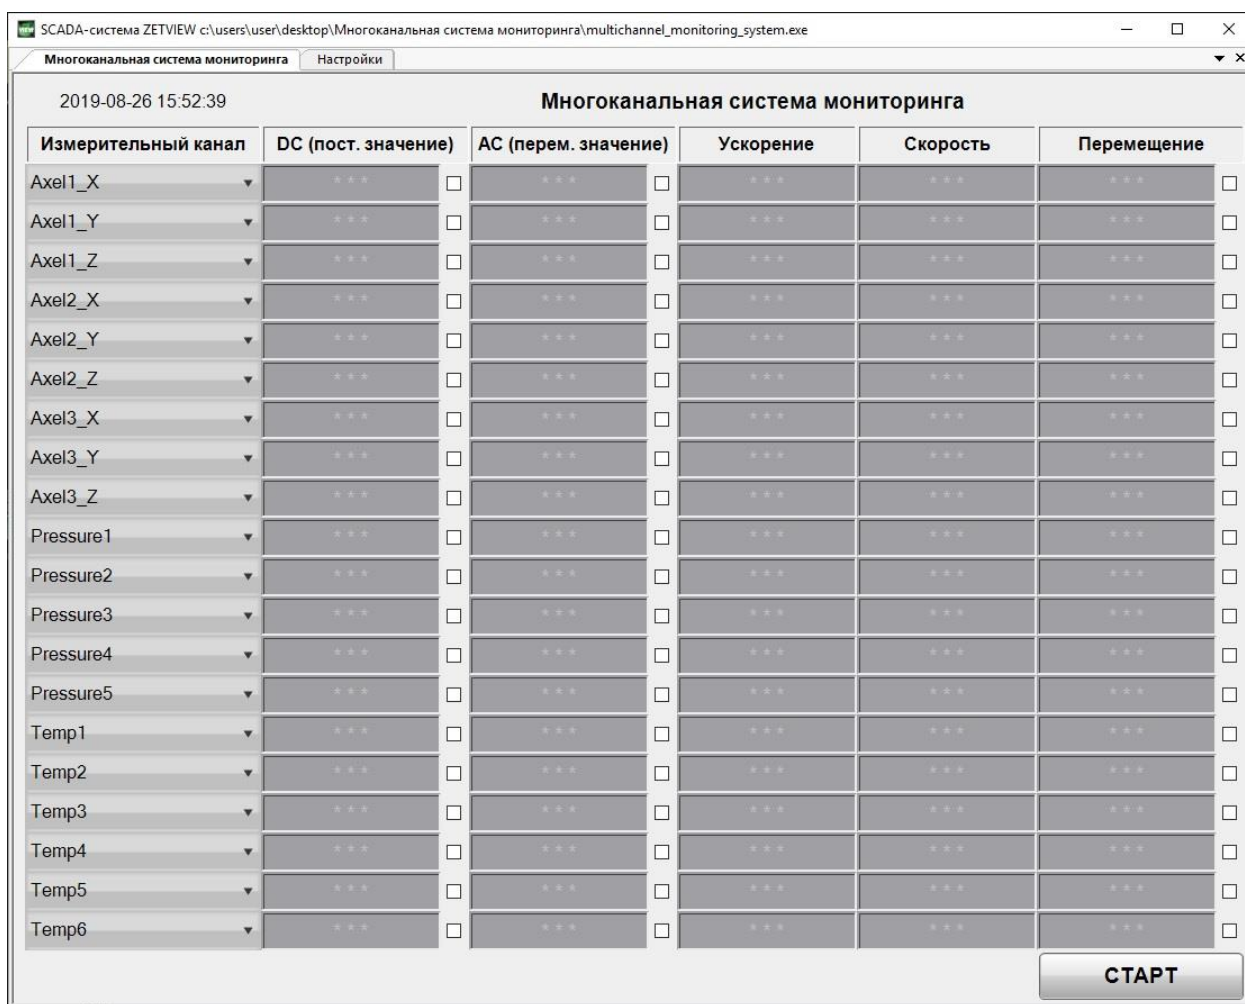 SCADA-система ZETVIEW c:\users\user\desktop\Многоканальная система мониторинга\multichannel_monitoring_system.exe
Многоканальная система мониторинга Настройки
2019-08-26 15:52:39 Многоканальная система мониторинга
Измерительный канал DC (пост. значение) AC (перем. значение) Ускорение Скорость Перемещение
Axel1_X * * * * * * * * * * * * * * *
Axel1_Y * * * * * * * * * * * * * * *
Axel1_Z * * * * * * * * * * * * * * *
Axel2_X * * * * * * * * * * * * * * *
Axel2_Y * * * * * * * * * * * * * * *
Axel2_Z * * * * * * * * * * * * * * *
Axel3_X * * * * * * * * * * * * * * *
Axel3_Y * * * * * * * * * * * * * * *
Axel3_Z * * * * * * * * * * * * * * *
Pressure1 * * * * * * * * * * * * * * *
Pressure2 * * * * * * * * * * * * * * *
Pressure3 * * * * * * * * * * * * * * *
Pressure4 * * * * * * * * * * * * * * *
Pressure5 * * * * * * * * * * * * * * *
Temp1 * * * * * * * * * * * * * * *
Temp2 * * * * * * * * * * * * * * *
Temp3 * * * * * * * * * * * * * * *
Temp4 * * * * * * * * * * * * * * *
Temp5 * * * * * * * * * * * * * * *
Temp6 * * * * * * * * * * * * * * *
СТАРТ